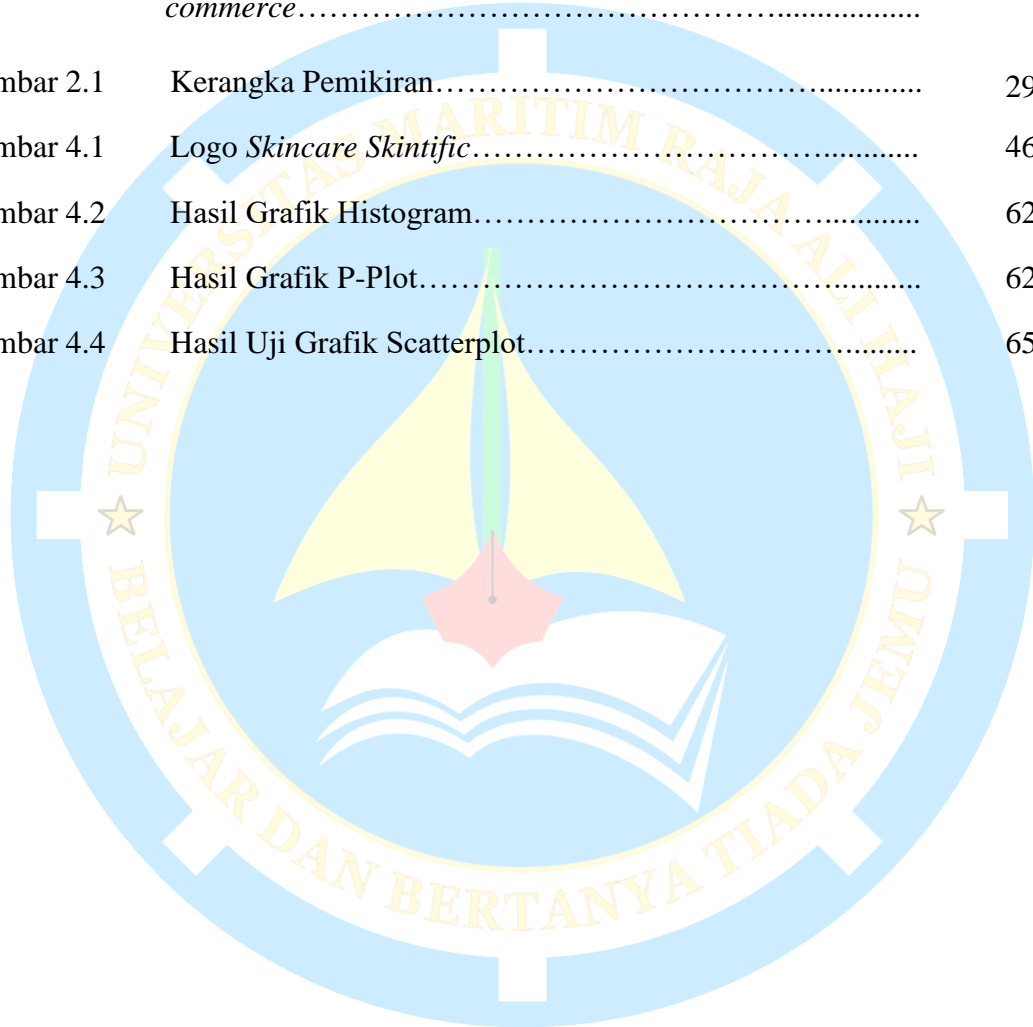 commerce…………………………………………...................
mbar 2.1 Kerangka Pemikiran……………………………….............. 29
mbar 4.1 Logo Skincare Skintific……………………………............ 46
mbar 4.2 Hasil Grafik Histogram…………………………….............. 62
mbar 4.3 Hasil Grafik P-Plot………………………………….......... 62
mbar 4.4 Hasil Uji Grafik Scatterplot………………………….......... 65
UNIVERSITAS MARITIM RAJA ALI HAJI
BELAJAR DAN BERTANYA TIADA JEMU